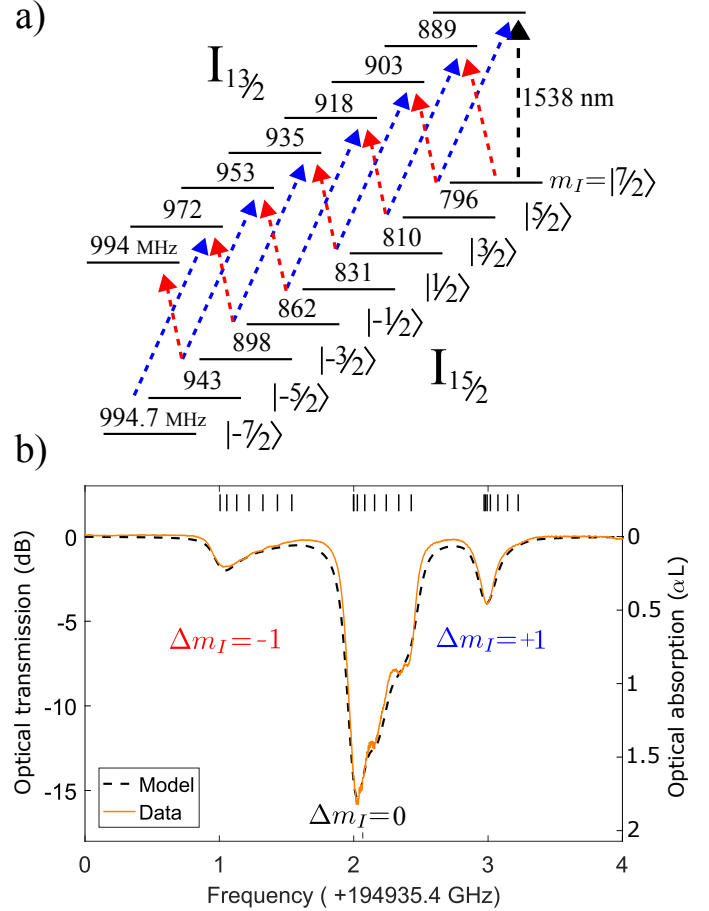 a)
I13/2
889
903
918
935
953
972
994 MHz
1538 nm
mI=|7/2⟩
796
|5/2⟩
810
|3/2⟩
831
|1/2⟩
862
|-1/2⟩
898
|-3/2⟩
943
|-5/2⟩
994.7 MHz
|-7/2⟩
I15/2
b)
Optical transmission (dB)
0
-5
-10
-15
ΔmI=-1
ΔmI=+1
ΔmI=0
Model
Data
0
0.5
1
1.5
2
Optical absorption (αL)
0 1 2 3 4
Frequency ( +194935.4 GHz)